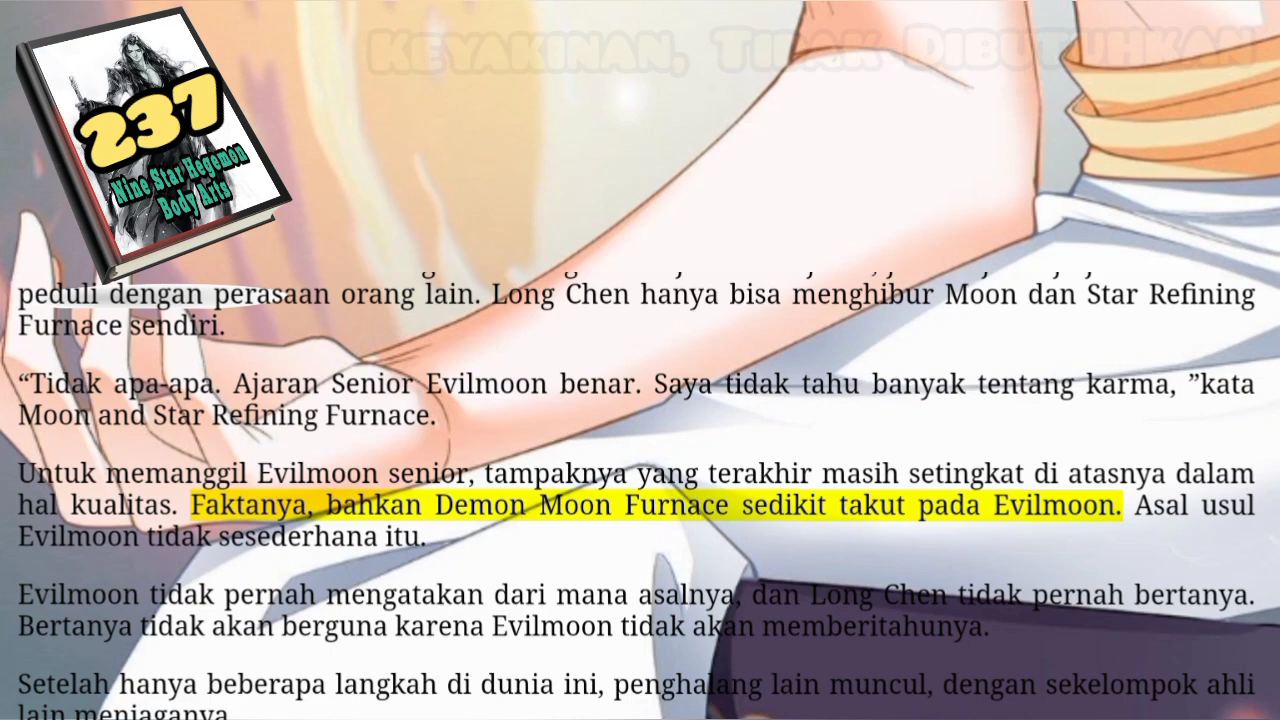 KEYAKINAN, TIDAK DIBUTUHKAN
237
Nine Star Hegemon
Body Arts
peduli dengan perasaan orang lain. Long Chen hanya bisa menghibur Moon dan Star Refining
Furnace sendiri.
“Tidak apa-apa. Ajaran Senior Evilmoon benar. Saya tidak tahu banyak tentang karma, ”kata
Moon and Star Refining Furnace.
Untuk memanggil Evilmoon senior, tampaknya yang terakhir masih setingkat di atasnya dalam
hal kualitas. Faktanya, bahkan Demon Moon Furnace sedikit takut pada Evilmoon. Asal usul
Evilmoon tidak sesederhana itu.
Evilmoon tidak pernah mengatakan dari mana asalnya, dan Long Chen tidak pernah bertanya.
Bertanya tidak akan berguna karena Evilmoon tidak akan memberitahunya.
Setelah hanya beberapa langkah di dunia ini, penghalang lain muncul, dengan sekelompok ahli
lain menjaganya